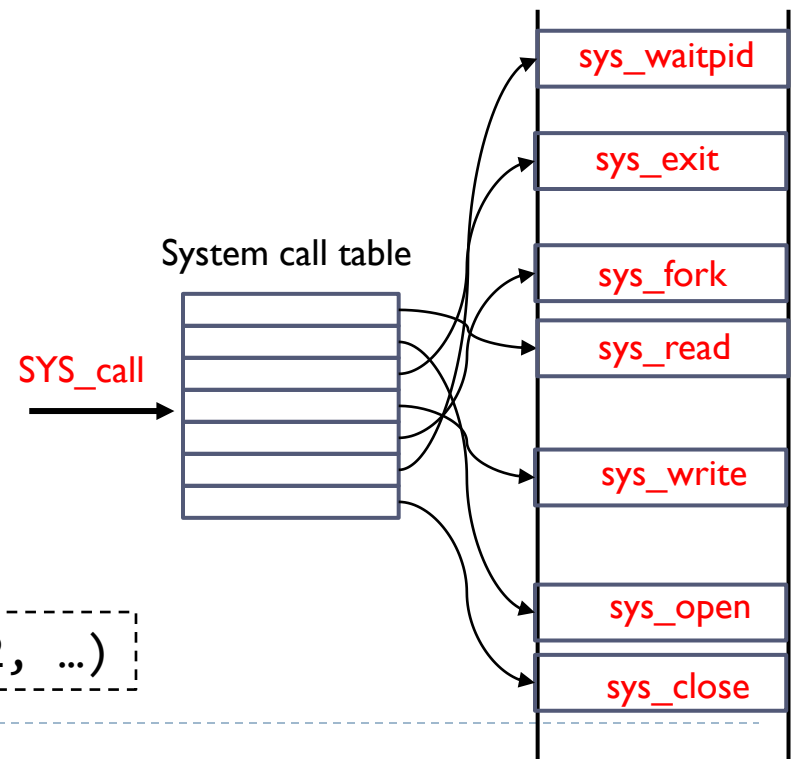 sys_waitpid
sys_exit
System call table
sys_fork
sys_read
SYS_call
sys_write
sys_open
, …)
sys_close